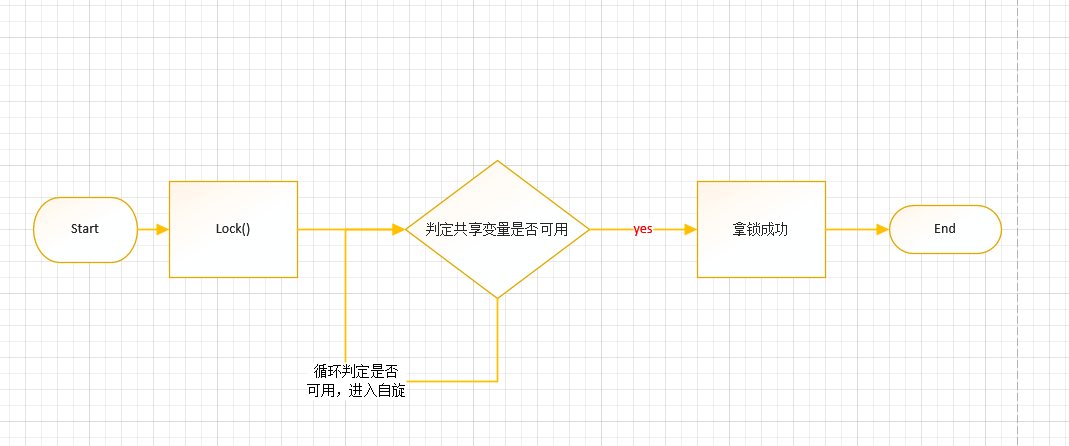 Start
Lock()
判定共享变量是否可用
yes
拿锁成功
End
循环判定是否
可用，进入自旋